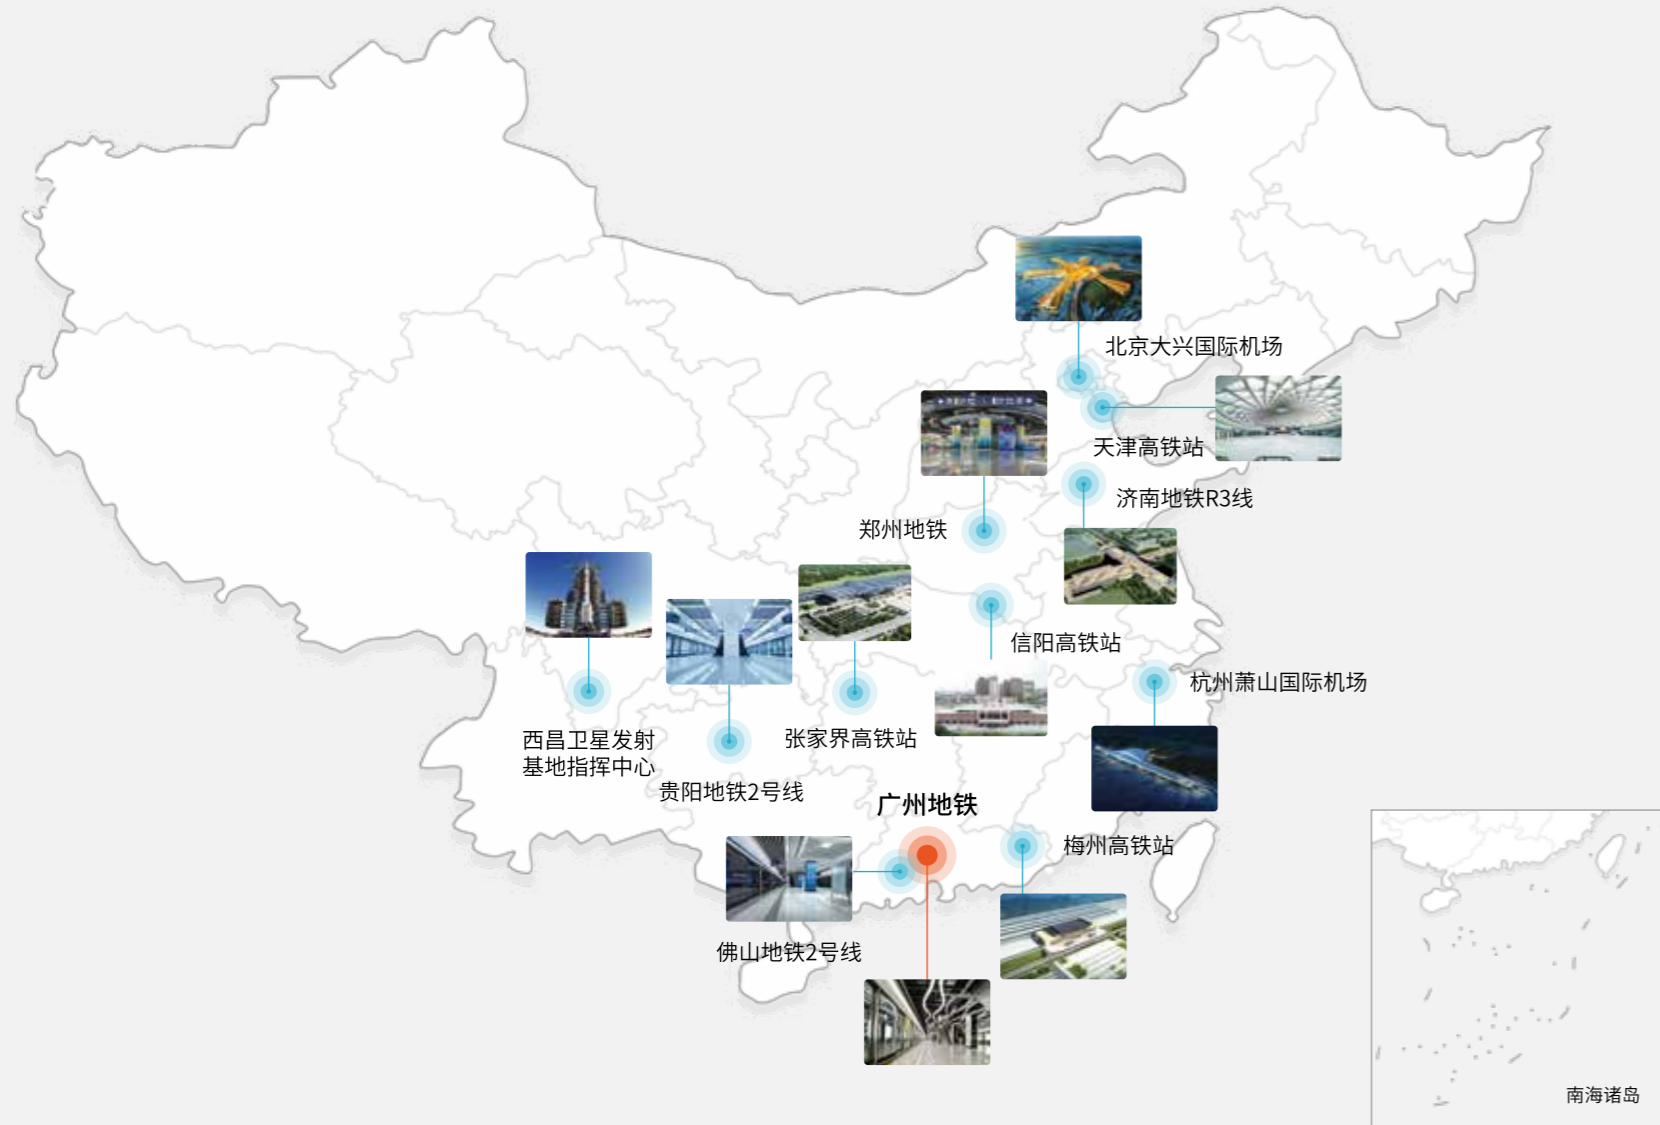 北京大兴国际机场
天津高铁站
济南地铁R3线
郑州地铁
信阳高铁站
杭州萧山国际机场
西昌卫星发射
基地指挥中心
张家界高铁站
贵阳地铁2号线
广州地铁
梅州高铁站
佛山地铁2号线
南海诸岛